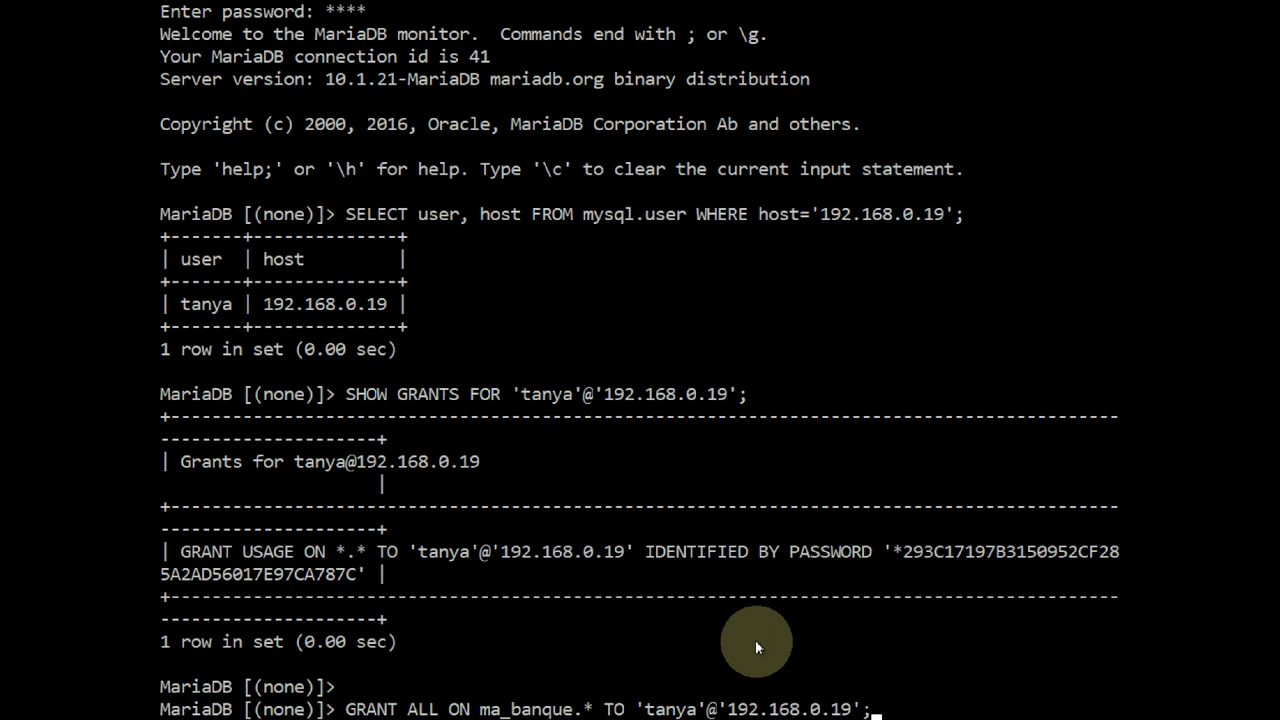 Enter password: ****
Welcome to the MariaDB monitor.  Commands end with ; or \g.
Your MariaDB connection id is 41
Server version: 10.1.21-MariaDB mariadb.org binary distribution
Copyright (c) 2000, 2016, Oracle, MariaDB Corporation Ab and others.
Type 'help;' or '\h' for help. Type '\c' to clear the current input statement.
MariaDB [(none)]> SELECT user, host FROM mysql.user WHERE host='192.168.0.19';
+-------+--------------+
| user  | host         |
+-------+--------------+
| tanya | 192.168.0.19 |
+-------+--------------+
1 row in set (0.00 sec)
MariaDB [(none)]> SHOW GRANTS FOR 'tanya'@'192.168.0.19';
+--------------------------------------------------------------------------------------------
---------------------+
| Grants for tanya@192.168.0.19
                     |
+--------------------------------------------------------------------------------------------
---------------------+
| GRANT USAGE ON *.* TO 'tanya'@'192.168.0.19' IDENTIFIED BY PASSWORD '*293C17197B3150952CF28
5A2AD56017E97CA787C' |
+--------------------------------------------------------------------------------------------
---------------------+
1 row in set (0.00 sec)
MariaDB [(none)]>
MariaDB [(none)]> GRANT ALL ON ma_banque.* TO 'tanya'@'192.168.0.19';